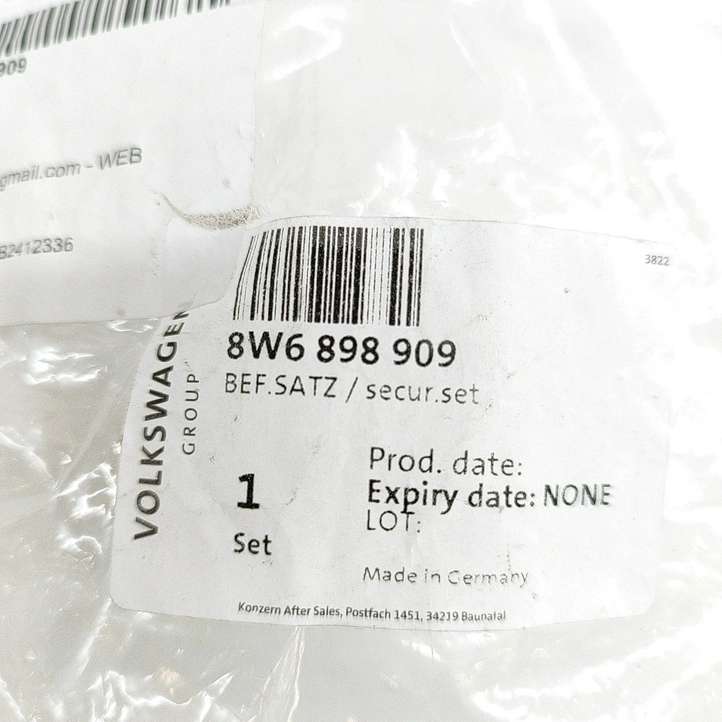 909
gmail.com - WEB
B2412336
3822
VOLKSWAGEN
GROUP
8W6 898 909
BEF.SATZ / secur.set
1
Set
Prod. date:
Expiry date: NONE
LOT:
Made in Germany
Konzern After Sales, Postfach 1451, 34219 Baunatal